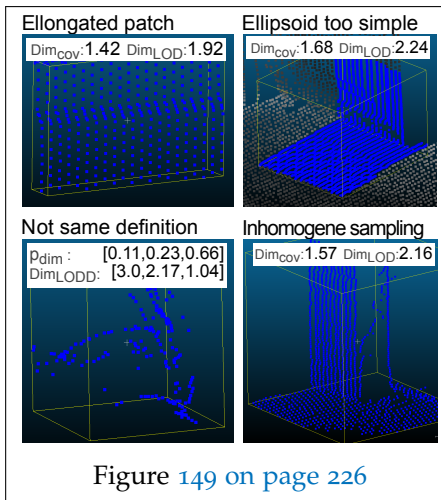 Ellongated patch
Dimcov:1.42 DimLOD:1.92
Ellipsoid too simple
Dimcov:1.68 DimLOD:2.24
Not same definition
pdim : [0.11,0.23,0.66]
DimLODD: [3.0,2.17,1.04]
Inhomogene sampling
Dimcov:1.57 DimLOD:2.16
Figure 149 on page 226